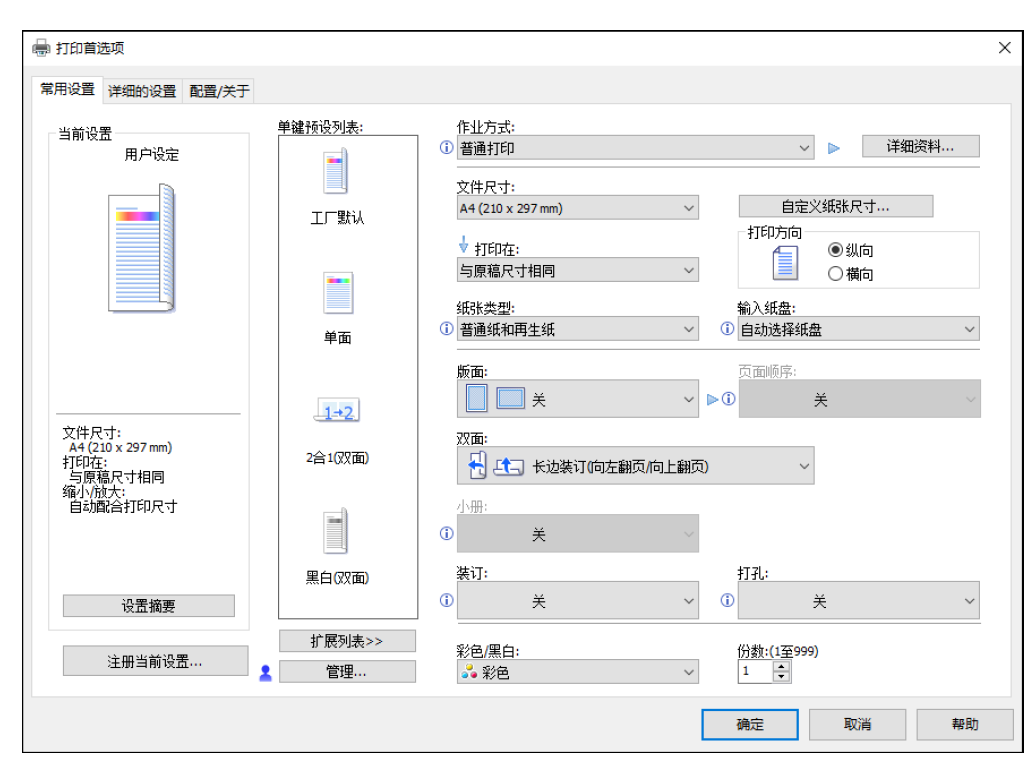 打印首选项
常用设置 详细的设置 配置/关于
当前设置
用户设定
文件尺寸:
A4 (210 x 297 mm)
打印在:
与原稿尺寸相同
缩小/放大:
自动配合打印尺寸
设置摘要
注册当前设置...
单键预设列表:
工厂默认
单面
1→2
2合1(双面)
黑白(双面)
扩展列表>>
管理...
作业方式:
普通打印
详细资料...
文件尺寸:
A4 (210 x 297 mm)
自定义纸张尺寸...
打印在:
与原稿尺寸相同
打印方向
纵向
横向
纸张类型:
普通纸和再生纸
输入纸盘:
自动选择纸盘
版面:
关
页面顺序:
关
双面:
长边装订(向左翻页/向上翻页)
小册:
关
装订:
关
打孔:
关
彩色/黑白:
彩色
份数:(1至999)
1
确定 取消 帮助